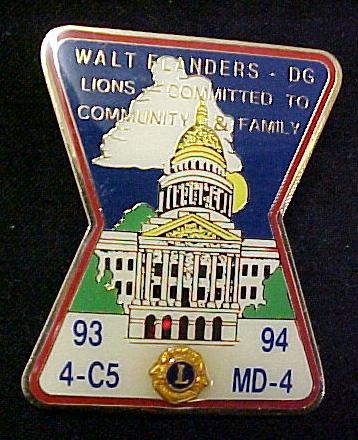 WALT FLANDERS - DG
LIONS - COMMITTED TO
COMMUNITY & FAMILY
93 94
4-C5 MD-4
L